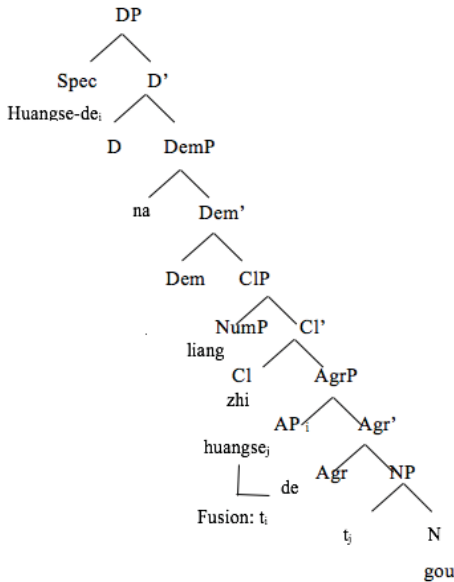 DP
Spec D’
Huangse-deᵢ
D DemP
na Dem’
Dem ClP
NumP Cl’
liang
Cl AgrP
zhi
APᵢ Agr’
huangseⱼ
Agr NP
de
Fusion: tᵢ
tⱼ N
gou